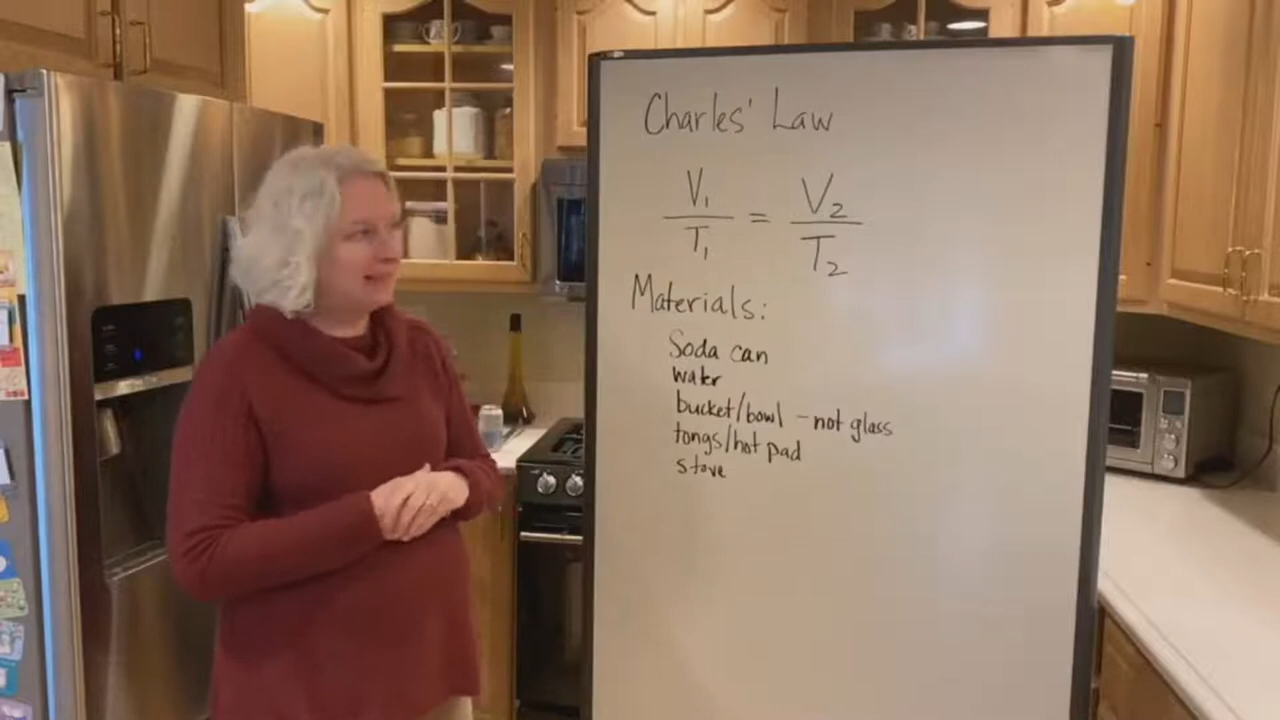 Charles' Law
V₁/T₁ = V₂/T₂
Materials:
Soda can
water
bucket/bowl - not glass
tongs/hot pad
stove